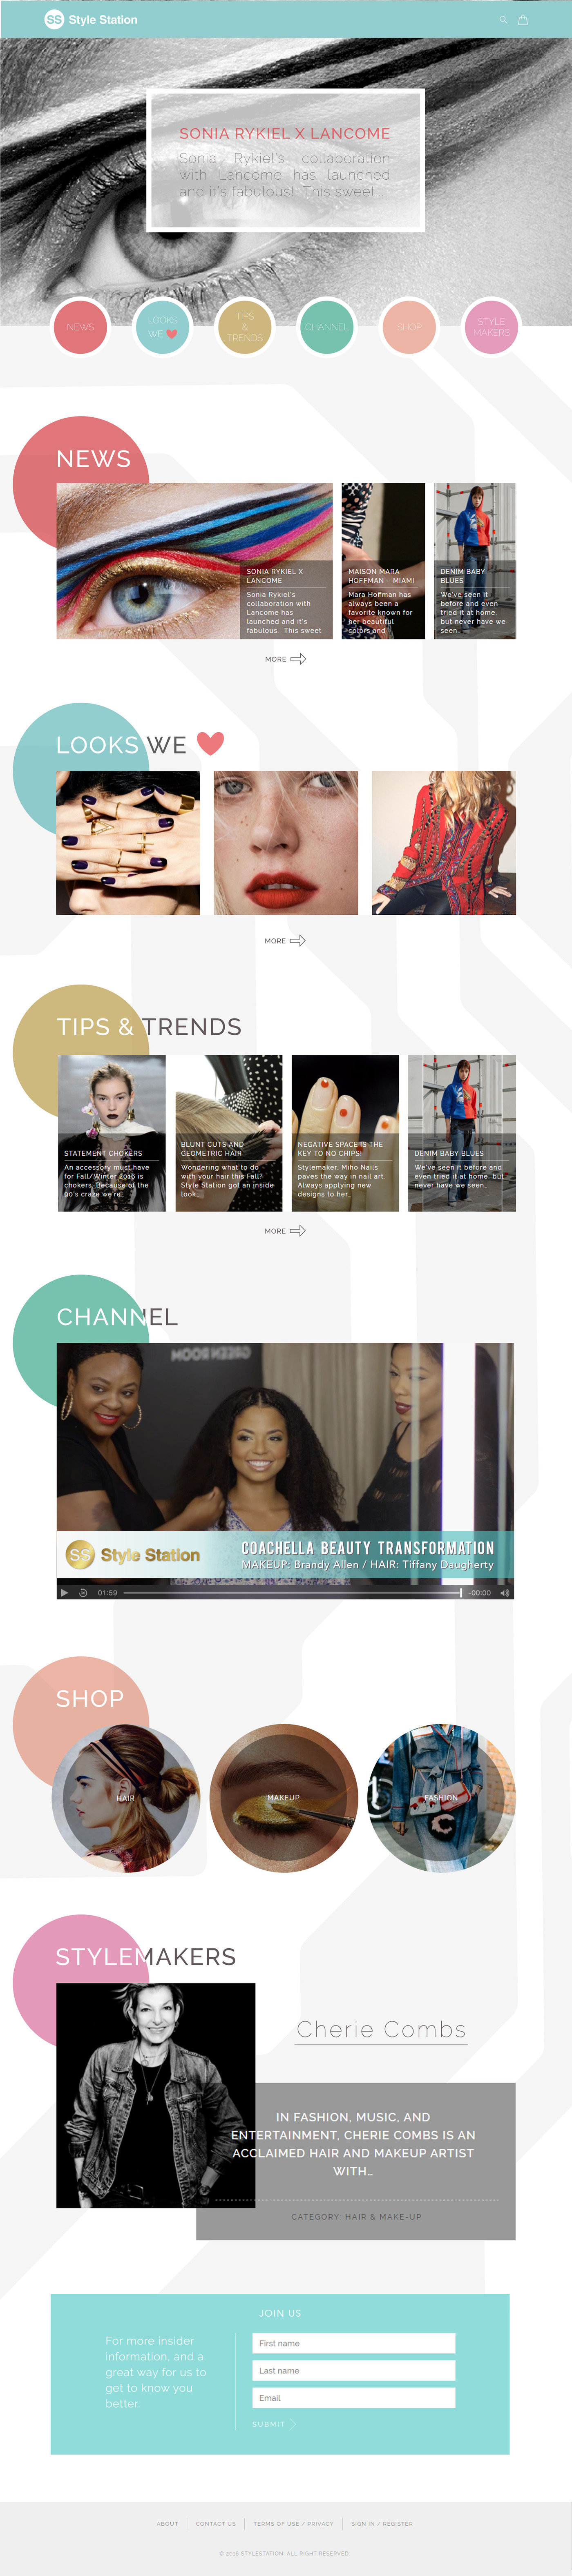 SS Style Station
SONIA RYKIEL X LANCOME
Sonia Rykiel's collaboration
with Lancome has launched
and it's fabulous! This sweet
NEWS
LOOKS
WE
TIPS
&
TRENDS
CHANNEL
SHOP
STYLE
MAKERS
NEWS
SONIA RYKIEL X
LANCOME
Sonia Rykiel's
collaboration with
Lancome has
launched and it's
fabulous. This sweet
MAISON MARA
HOFFMAN – MIAMI
Mara Hoffman has
always been a
favorite known for
her beautiful
colors and
DENIM BABY
BLUES
We've seen it
before and even
tried it at home,
but never have we
seen..
MORE
LOOKS WE
MORE
TIPS & TRENDS
STATEMENT CHOKERS
An accessory must have
for Fall/Winter 2016 is
chokers. Because of the
90's craze we're..
BLUNT CUTS AND
GEOMETRIC HAIR
Wondering what to do
with your hair this Fall?
Style Station got an inside
look..
NEGATIVE SPACE IS THE
KEY TO NO CHIPS!
Stylemaker, Miho Nails
paves the way in nail art.
Always applying new
designs to her..
DENIM BABY BLUES
We've seen it before and
even tried it at home, but
never have we seen..
MORE
CHANNEL
GREEN ROOM
SS Style Station
COACHELLA BEAUTY TRANSFORMATION
MAKEUP: Brandy Allen / HAIR: Tiffany Daugherty
01:59
-00:00
SHOP
HAIR
MAKEUP
FASHION
STYLEMAKERS
Cherie Combs
IN FASHION, MUSIC, AND
ENTERTAINMENT, CHERIE COMBS IS AN
ACCLAIMED HAIR AND MAKEUP ARTIST
WITH…
CATEGORY: HAIR & MAKE-UP
JOIN US
For more insider
information, and a
great way for us to
get to know you
better.
First name
Last name
Email
SUBMIT
ABOUT
CONTACT US
TERMS OF USE / PRIVACY
SIGN IN / REGISTER
© 2016 STYLESTATION. ALL RIGHT RESERVED